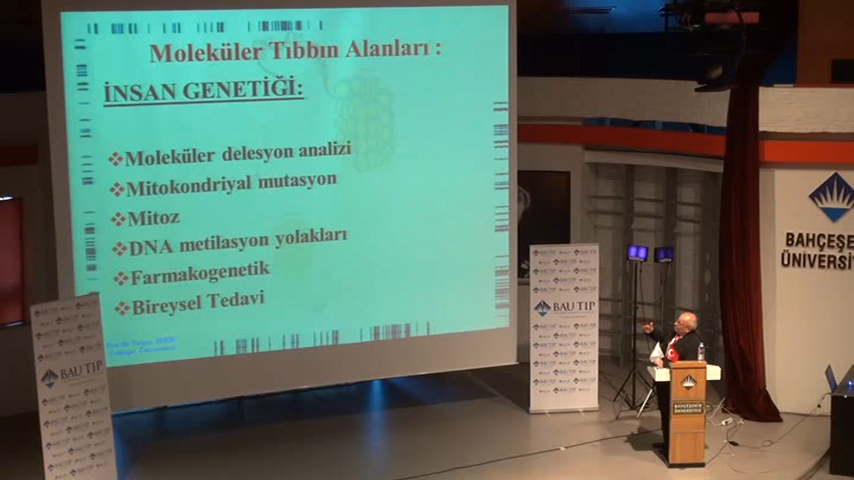 Moleküler Tıbbın Alanları :
İNSAN GENETİĞİ:
❖Moleküler delesyon analizi
❖Mitokondriyal mutasyon
❖Mitoz
❖DNA metilasyon yolakları
❖Farmakogenetik
❖Bireysel Tedavi
BAU TIP
BAU TIP
BAHÇEŞEHİR
ÜNİVERSİTESİ
BAHÇEŞE
ÜNİVERSİ